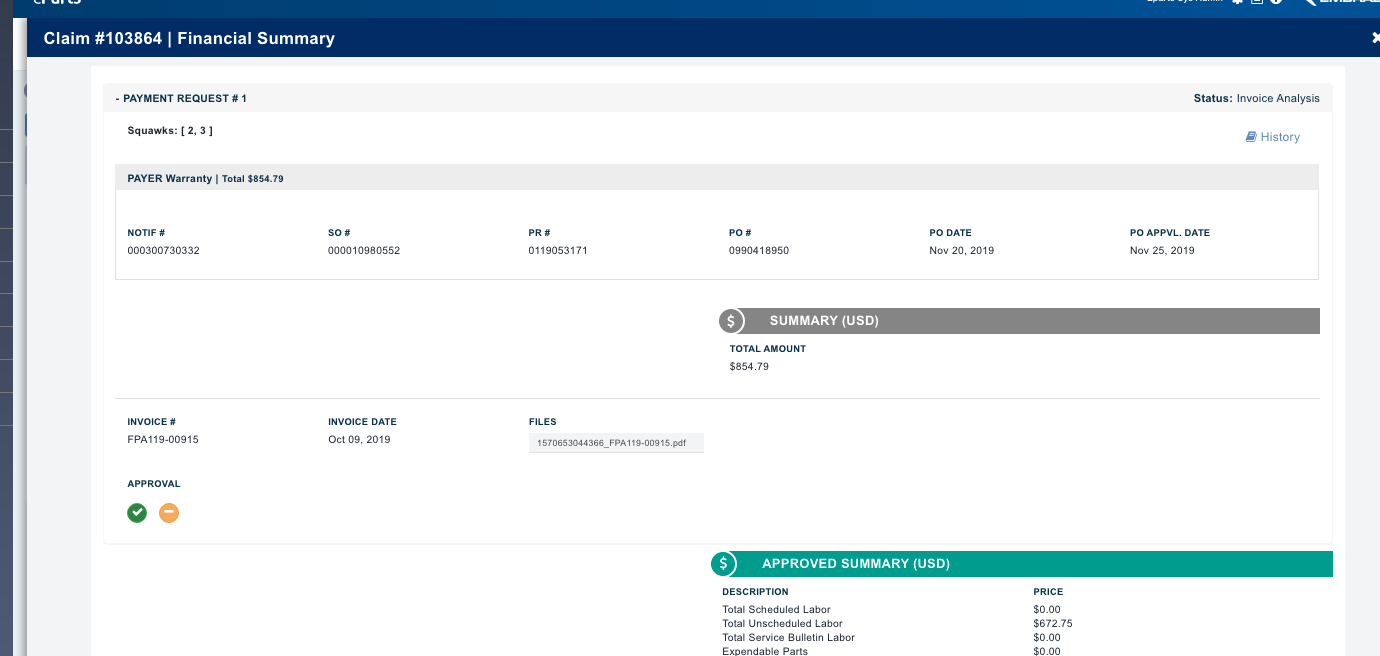 Claim #103864 | Financial Summary
- PAYMENT REQUEST # 1
Status: Invoice Analysis
Squawks: [ 2, 3 ]
History
PAYER Warranty | Total $854.79
NOTIF # SO # PR # PO # PO DATE PO APPVL. DATE
000300730332 000010980552 0119053171 0990418950 Nov 20, 2019 Nov 25, 2019
$ SUMMARY (USD)
TOTAL AMOUNT
$854.79
INVOICE # INVOICE DATE FILES
FPA119-00915 Oct 09, 2019 1570653044366_FPA119-00915.pdf
APPROVAL
$ APPROVED SUMMARY (USD)
DESCRIPTION PRICE
Total Scheduled Labor $0.00
Total Unscheduled Labor $672.75
Total Service Bulletin Labor $0.00
Expendable Parts $0.00